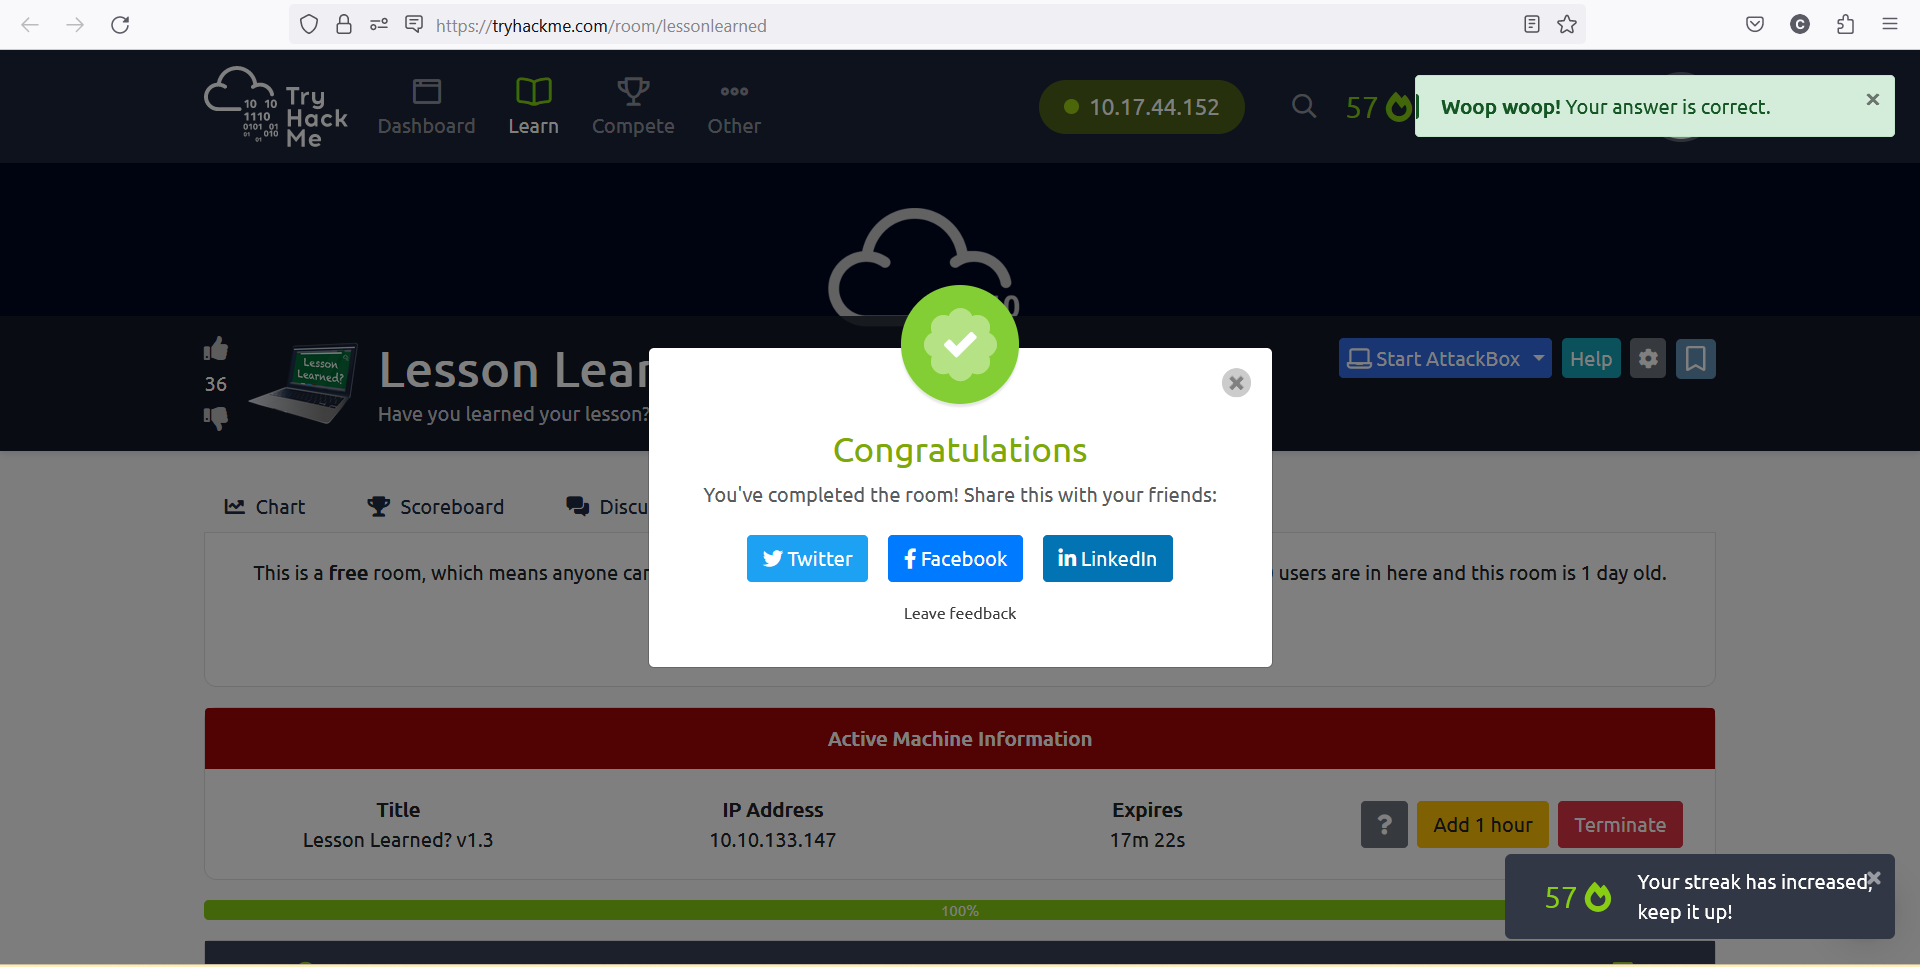 https://tryhackme.com/room/lessonlearned
Try Hack Me
Dashboard
Learn
Compete
Other
10.17.44.152
57
Woop woop! Your answer is correct.
36
Lesson Learned?
Lesson Lear
Have you learned your lesson?
Start AttackBox
Help
Congratulations
You've completed the room! Share this with your friends:
Twitter
Facebook
LinkedIn
Leave feedback
Chart
Scoreboard
Discu
This is a free room, which means anyone can
users are in here and this room is 1 day old.
Active Machine Information
Title
IP Address
Expires
Lesson Learned? v1.3
10.10.133.147
17m 22s
?
Add 1 hour
Terminate
100%
57
Your streak has increased,
keep it up!